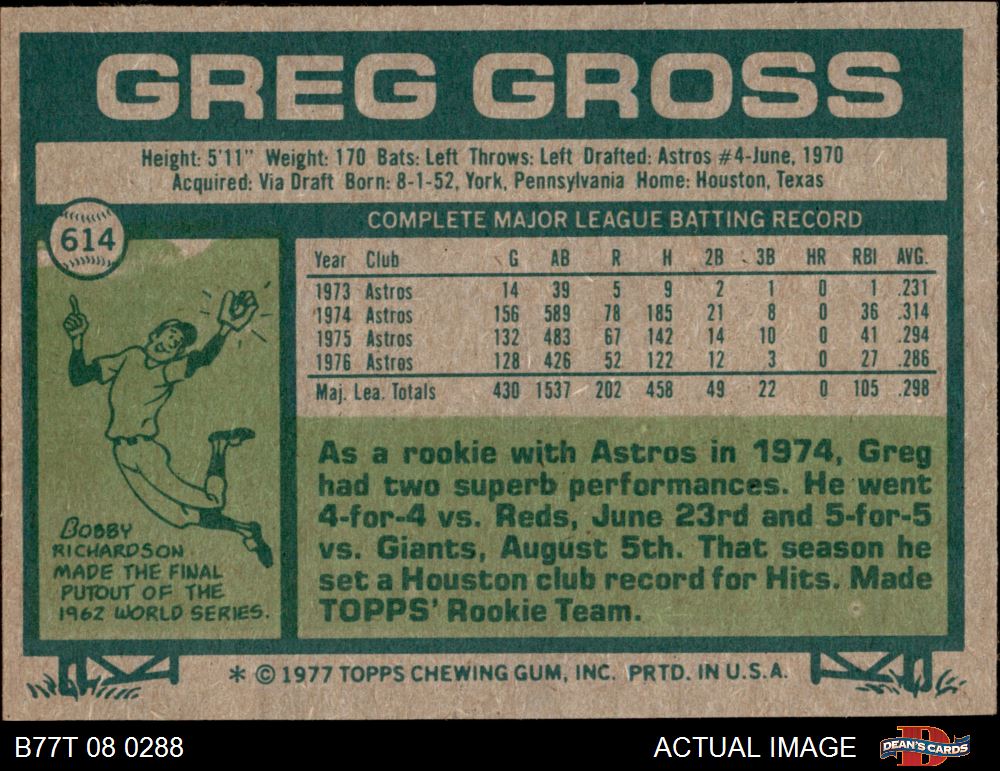 GREG GROSS
Height: 5'11" Weight: 170 Bats: Left Throws: Left Drafted: Astros #4-June, 1970
Acquired: Via Draft Born: 8-1-52, York, Pennsylvania Home: Houston, Texas
614
COMPLETE MAJOR LEAGUE BATTING RECORD
Year Club G AB R H 2B 3B HR RBI AVG.
1973 Astros 14 39 5 9 2 1 0 1 .231
1974 Astros 156 589 78 185 21 8 0 36 .314
1975 Astros 132 483 67 142 14 10 0 41 .294
1976 Astros 128 426 52 122 12 3 0 27 .286
Maj. Lea. Totals 430 1537 202 458 49 22 0 105 .298
BOBBY
RICHARDSON
MADE THE FINAL
PUTOUT OF THE
1962 WORLD SERIES.
As a rookie with Astros in 1974, Greg
had two superb performances. He went
4-for-4 vs. Reds, June 23rd and 5-for-5
vs. Giants, August 5th. That season he
set a Houston club record for Hits. Made
TOPPS' Rookie Team.
* © 1977 TOPPS CHEWING GUM, INC. PRTD. IN U.S.A.
B77T 08 0288
ACTUAL IMAGE
DEAN'S CARDS